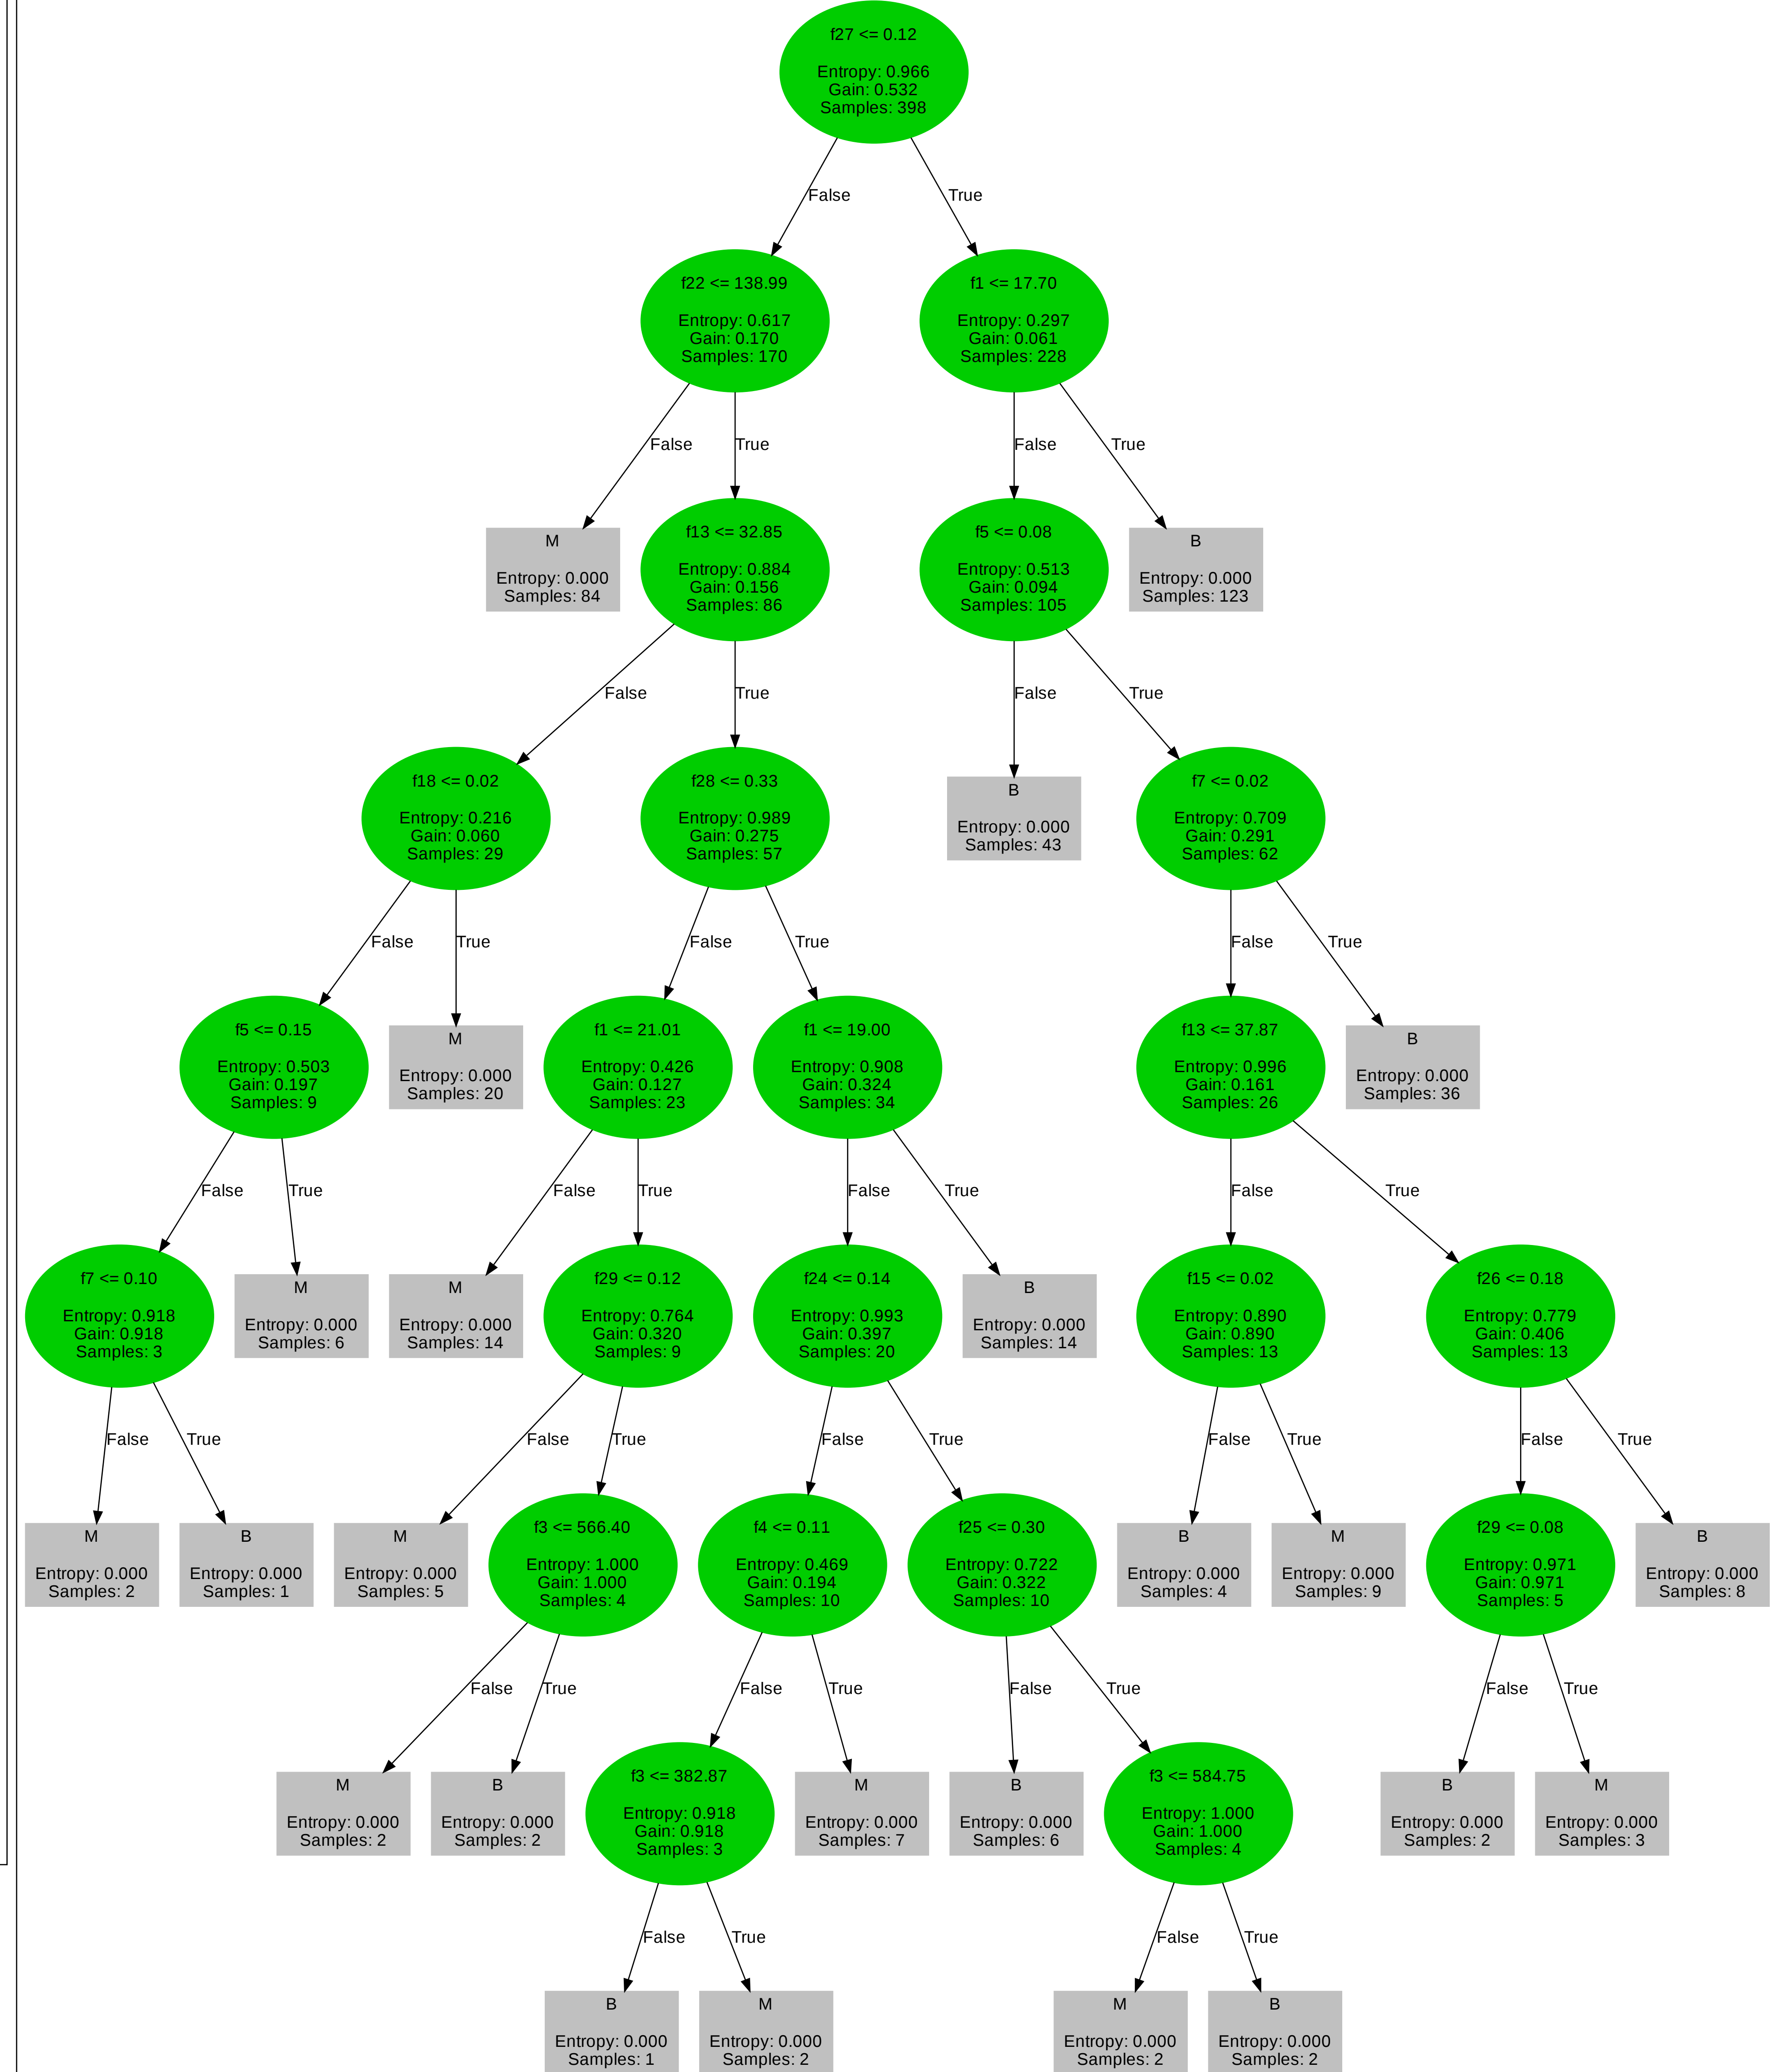 f27 <= 0.12
Entropy: 0.966
Gain: 0.532
Samples: 398
False
True
f22 <= 138.99
Entropy: 0.617
Gain: 0.170
Samples: 170
f1 <= 17.70
Entropy: 0.297
Gain: 0.061
Samples: 228
False
True
False
True
M
Entropy: 0.000
Samples: 84
f13 <= 32.85
Entropy: 0.884
Gain: 0.156
Samples: 86
f5 <= 0.08
Entropy: 0.513
Gain: 0.094
Samples: 105
B
Entropy: 0.000
Samples: 123
False
True
False
True
f18 <= 0.02
Entropy: 0.216
Gain: 0.060
Samples: 29
f28 <= 0.33
Entropy: 0.989
Gain: 0.275
Samples: 57
B
Entropy: 0.000
Samples: 43
f7 <= 0.02
Entropy: 0.709
Gain: 0.291
Samples: 62
False
True
False
True
False
True
f5 <= 0.15
Entropy: 0.503
Gain: 0.197
Samples: 9
M
Entropy: 0.000
Samples: 20
f1 <= 21.01
Entropy: 0.426
Gain: 0.127
Samples: 23
f1 <= 19.00
Entropy: 0.908
Gain: 0.324
Samples: 34
f13 <= 37.87
Entropy: 0.996
Gain: 0.161
Samples: 26
B
Entropy: 0.000
Samples: 36
False
True
False
True
False
True
False
True
f7 <= 0.10
Entropy: 0.918
Gain: 0.918
Samples: 3
M
Entropy: 0.000
Samples: 6
M
Entropy: 0.000
Samples: 14
f29 <= 0.12
Entropy: 0.764
Gain: 0.320
Samples: 9
f24 <= 0.14
Entropy: 0.993
Gain: 0.397
Samples: 20
B
Entropy: 0.000
Samples: 14
f15 <= 0.02
Entropy: 0.890
Gain: 0.890
Samples: 13
f26 <= 0.18
Entropy: 0.779
Gain: 0.406
Samples: 13
False
True
False
True
False
True
False
True
False
True
M
Entropy: 0.000
Samples: 2
B
Entropy: 0.000
Samples: 1
M
Entropy: 0.000
Samples: 5
f3 <= 566.40
Entropy: 1.000
Gain: 1.000
Samples: 4
f4 <= 0.11
Entropy: 0.469
Gain: 0.194
Samples: 10
f25 <= 0.30
Entropy: 0.722
Gain: 0.322
Samples: 10
B
Entropy: 0.000
Samples: 4
M
Entropy: 0.000
Samples: 9
f29 <= 0.08
Entropy: 0.971
Gain: 0.971
Samples: 5
B
Entropy: 0.000
Samples: 8
False
True
False
True
False
True
False
True
M
Entropy: 0.000
Samples: 2
B
Entropy: 0.000
Samples: 2
f3 <= 382.87
Entropy: 0.918
Gain: 0.918
Samples: 3
M
Entropy: 0.000
Samples: 7
B
Entropy: 0.000
Samples: 6
f3 <= 584.75
Entropy: 1.000
Gain: 1.000
Samples: 4
B
Entropy: 0.000
Samples: 2
M
Entropy: 0.000
Samples: 3
False
True
False
True
B
Entropy: 0.000
Samples: 1
M
Entropy: 0.000
Samples: 2
M
Entropy: 0.000
Samples: 2
B
Entropy: 0.000
Samples: 2